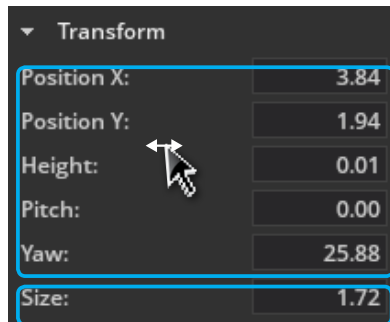 Transform
Position X: 3.84
Position Y: 1.94
Height: 0.01
Pitch: 0.00
Yaw: 25.88
Size: 1.72